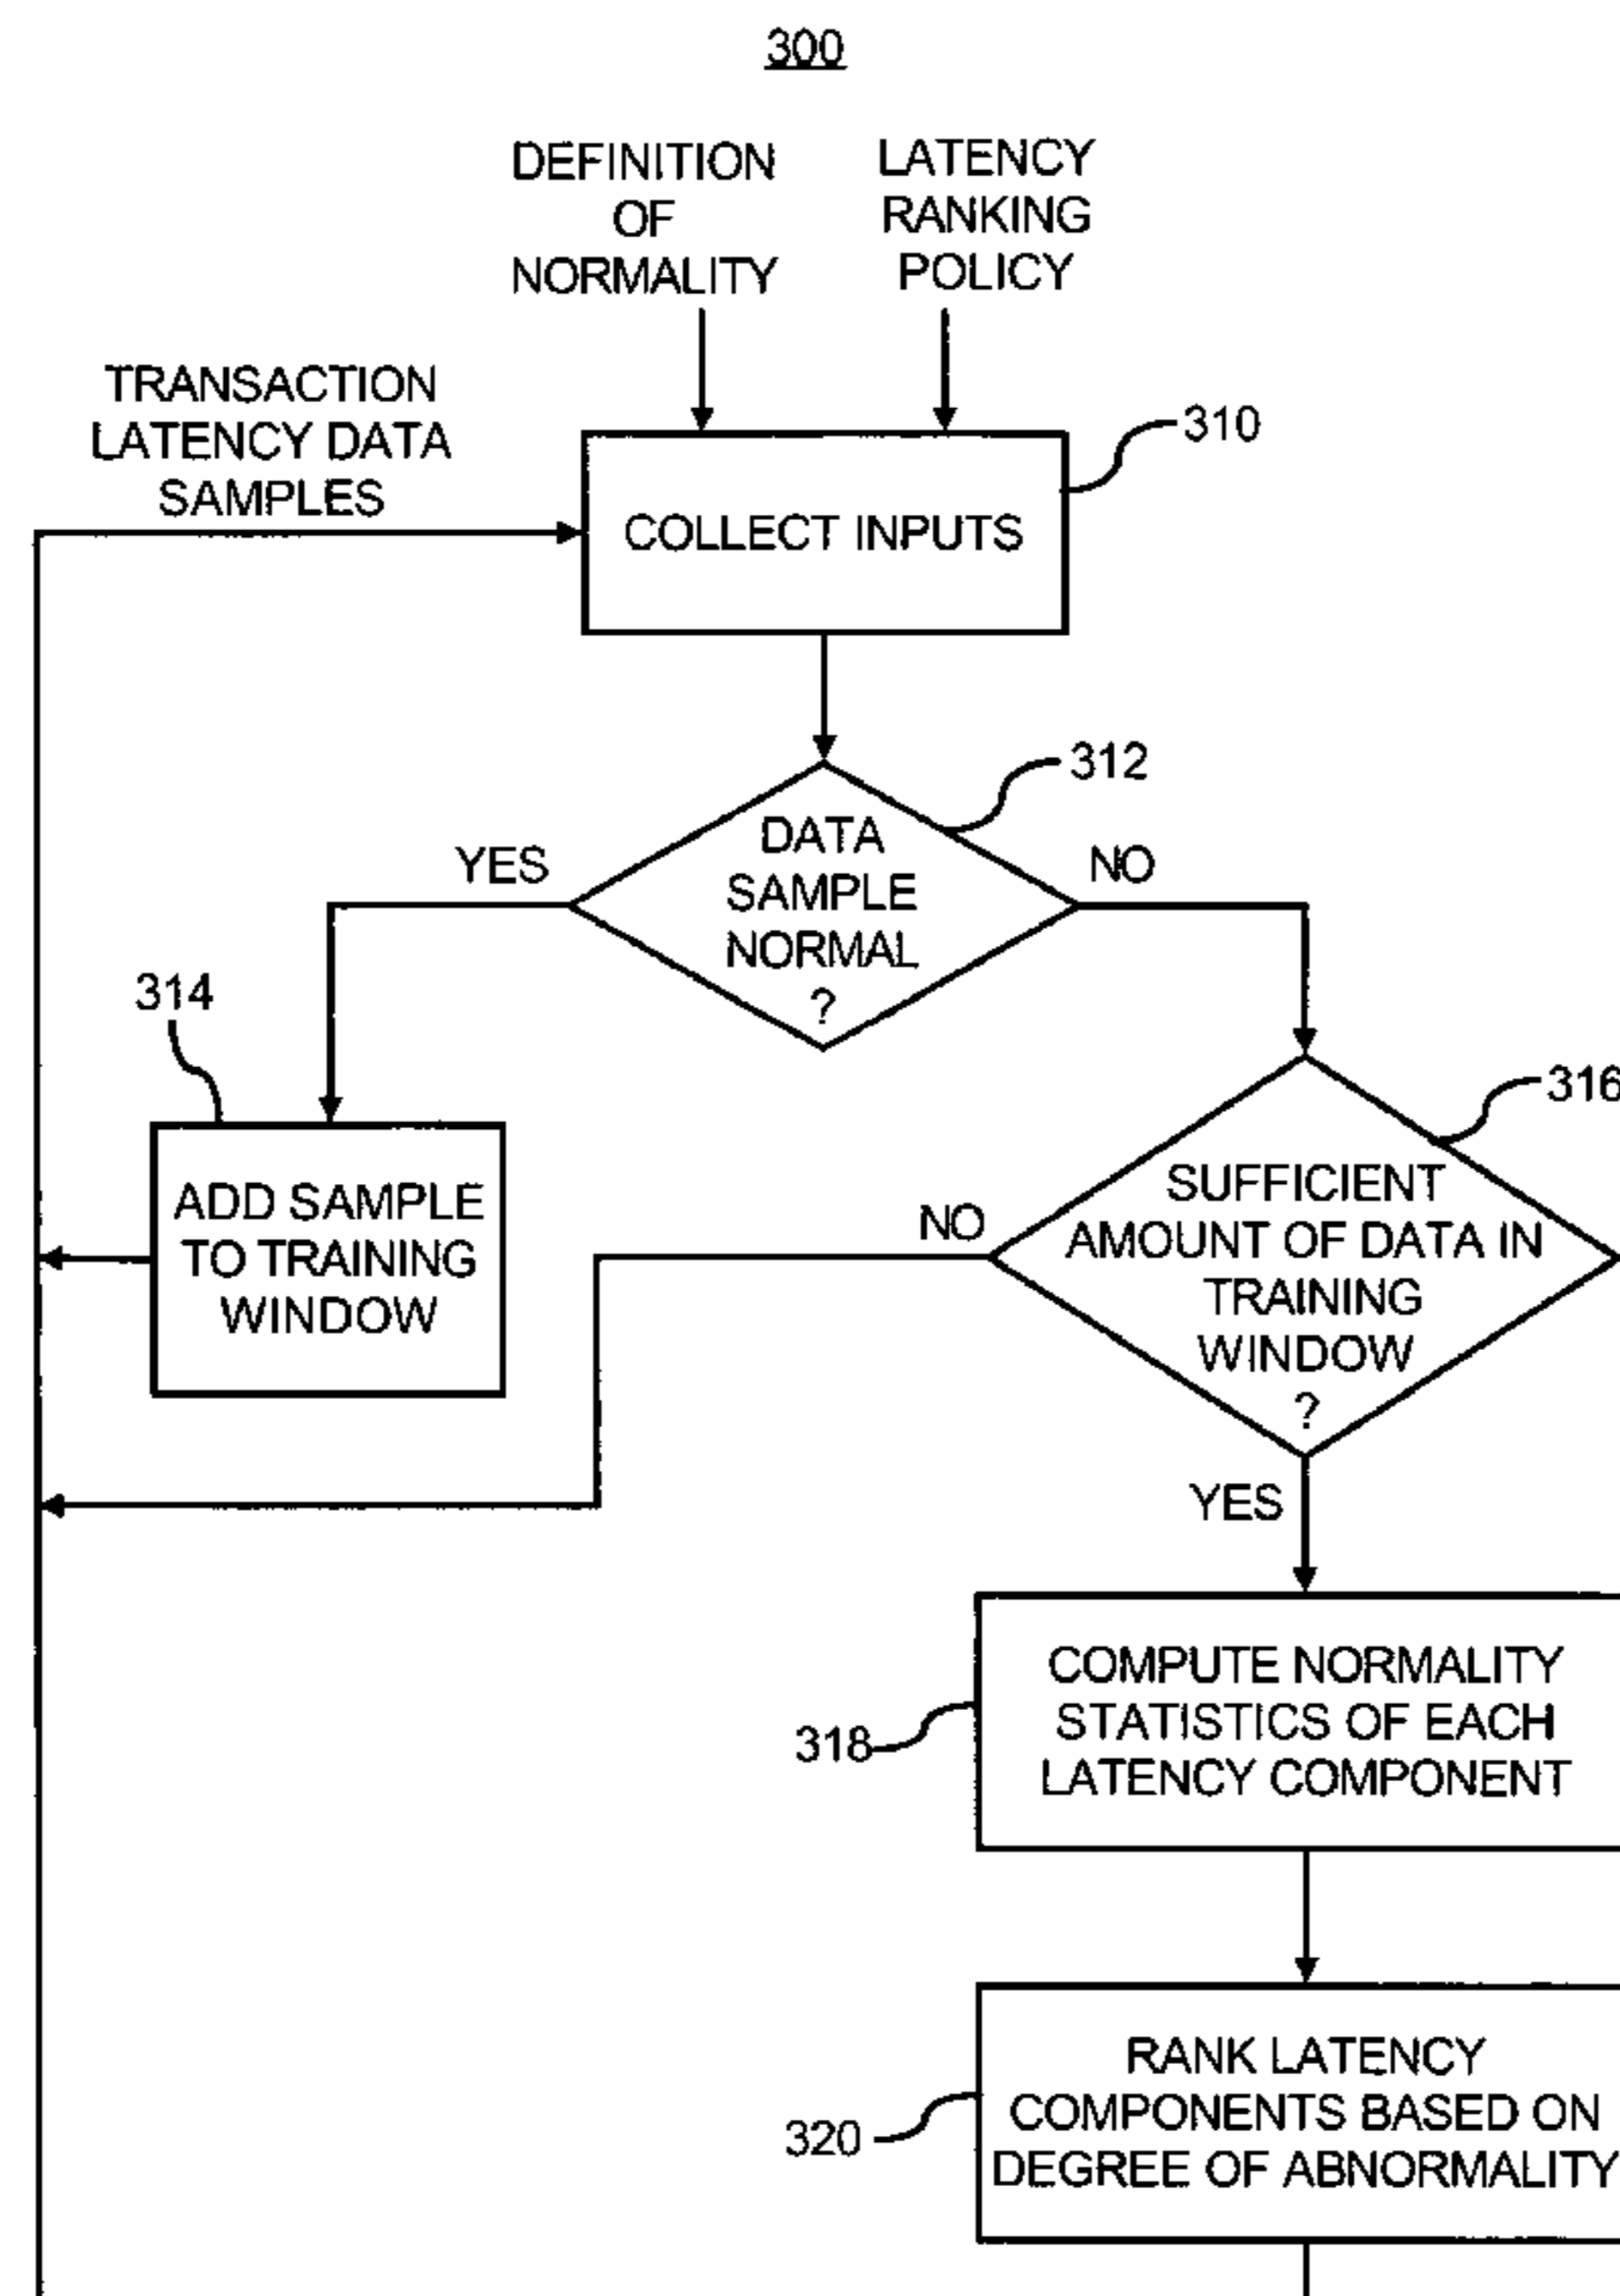 300
DEFINITION
OF
NORMALITY
LATENCY
RANKING
POLICY
TRANSACTION
LATENCY DATA
SAMPLES
310
COLLECT INPUTS
312
DATA
SAMPLE
NORMAL
?
YES
NO
314
ADD SAMPLE
TO TRAINING
WINDOW
316
SUFFICIENT
AMOUNT OF DATA IN
TRAINING
WINDOW
?
NO
YES
318
COMPUTE NORMALITY
STATISTICS OF EACH
LATENCY COMPONENT
320
RANK LATENCY
COMPONENTS BASED ON
DEGREE OF ABNORMALITY